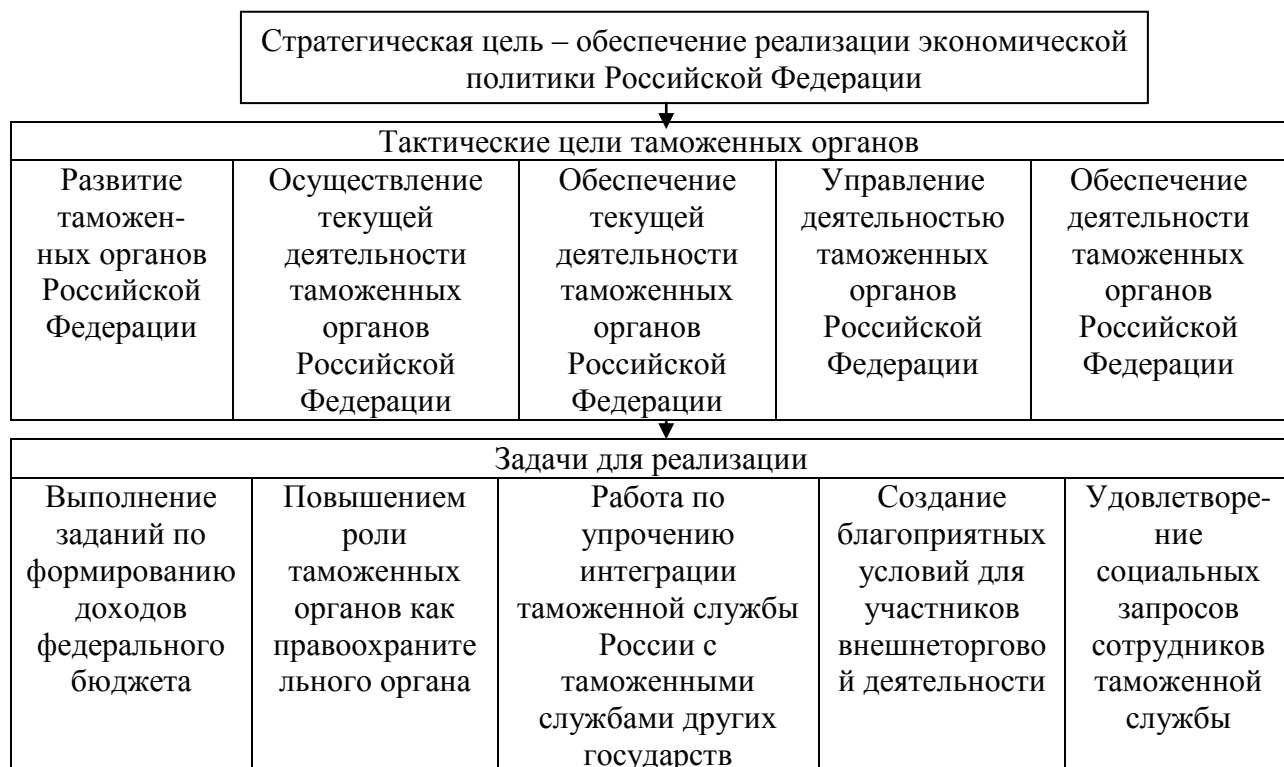 Стратегическая цель – обеспечение реализации экономической
политики Российской Федерации
Тактические цели таможенных органов
Развитие
таможен-
ных органов
Российской
Федерации
Осуществление
текущей
деятельности
таможенных
органов
Российской
Федерации
Обеспечение
текущей
деятельности
таможенных
органов
Российской
Федерации
Управление
деятельностью
таможенных
органов
Российской
Федерации
Обеспечение
деятельности
таможенных
органов
Российской
Федерации
Задачи для реализации
Выполнение
заданий по
формированию
доходов
федерального
бюджета
Повышением
роли
таможенных
органов как
правоохраните
льного органа
Работа по
упрочению
интеграции
таможенной службы
России с
таможенными
службами других
государств
Создание
благоприятных
условий для
участников
внешнеторгово
й деятельности
Удовлетворе-
ние
социальных
запросов
сотрудников
таможенной
службы